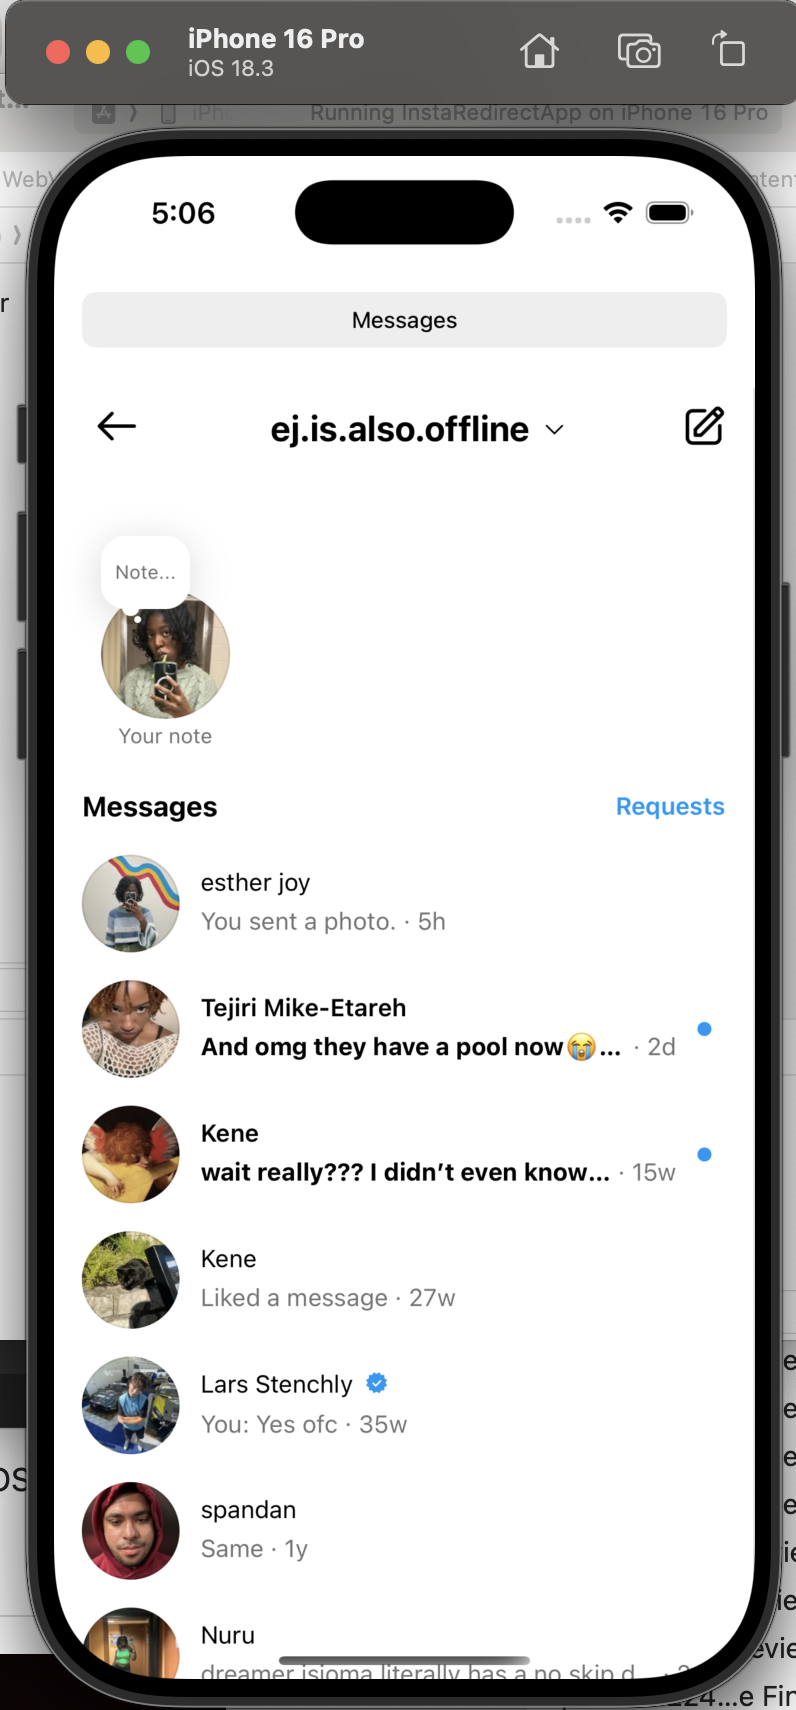 iPhone 16 Pro
iOS 18.3
Running InstaRedirectApp on iPhone 16 Pro
5:06
Messages
ej.is.also.offline
Note...
Your note
Messages
Requests
esther joy
You sent a photo. · 5h
Tejiri Mike-Etareh
And omg they have a pool now😭... · 2d
Kene
wait really??? I didn’t even know... · 15w
Kene
Liked a message · 27w
Lars Stenchly
You: Yes ofc · 35w
spandan
Same · 1y
Nuru
dreamer isioma literally has a no skip d...